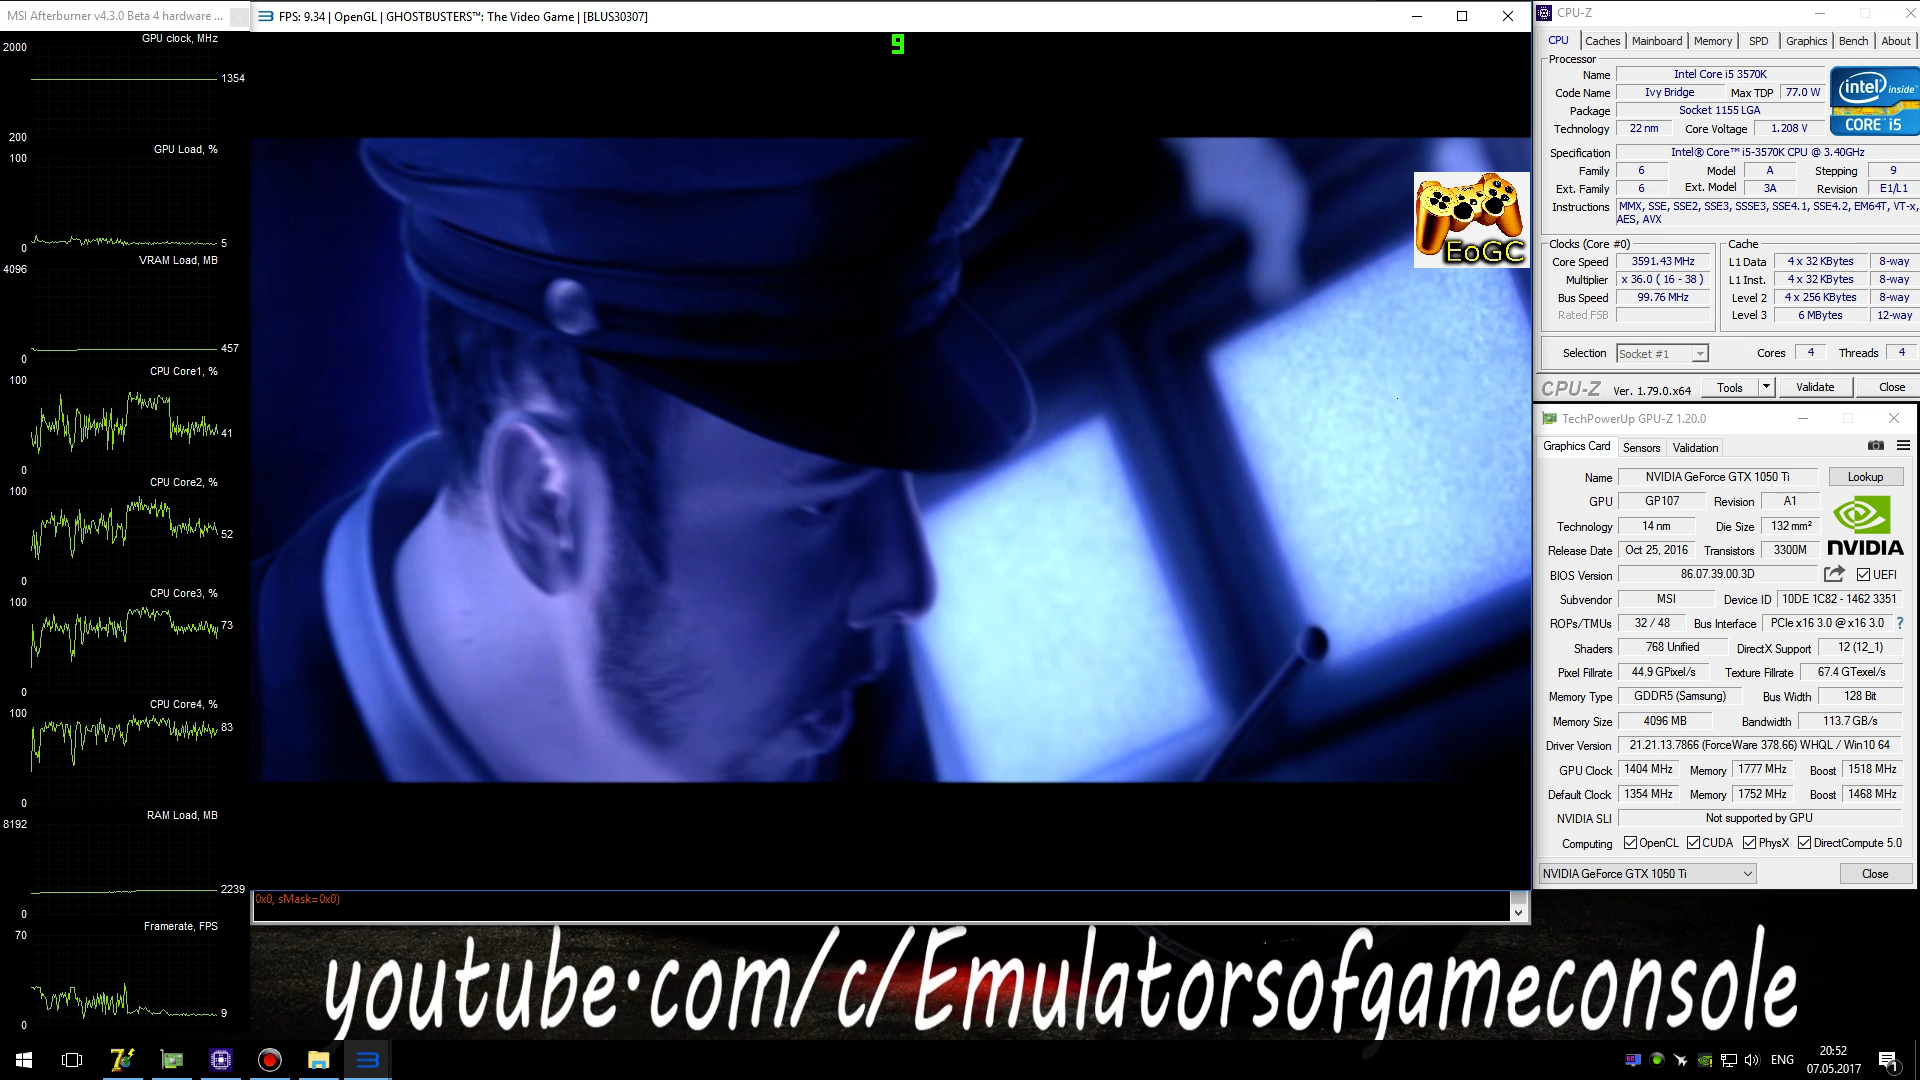 MSI Afterburner v4.3.0 Beta 4 hardware ...
GPU clock, MHz
2000
1354
200
GPU Load, %
100
5
0
VRAM Load, MB
4096
457
0
CPU Core1, %
100
41
0
CPU Core2, %
100
52
0
CPU Core3, %
100
73
0
CPU Core4, %
100
83
0
RAM Load, MB
8192
2239
0
Framerate, FPS
70
9
0
FPS: 9.34 | OpenGL | GHOSTBUSTERS™: The Video Game | [BLUS30307]
9
EoGC
0x0, sMask=0x0)
youtube.com/c/Emulatorsofgameconsole
CPU-Z
CPU Caches Mainboard Memory SPD Graphics Bench About
Processor
Name Intel Core i5 3570K
Code Name Ivy Bridge Max TDP 77.0 W
Package Socket 1155 LGA
Technology 22 nm Core Voltage 1.208 V
intel inside™
CORE i5
Specification Intel® Core™ i5-3570K CPU @ 3.40GHz
Family 6 Model A Stepping 9
Ext. Family 6 Ext. Model 3A Revision E1/L1
Instructions MMX, SSE, SSE2, SSE3, SSSE3, SSE4.1, SSE4.2, EM64T, VT-x,
AES, AVX
Clocks (Core #0)
Core Speed 3591.43 MHz
Multiplier x 36.0 ( 16 - 38 )
Bus Speed 99.76 MHz
Rated FSB
Cache
L1 Data 4 x 32 KBytes 8-way
L1 Inst. 4 x 32 KBytes 8-way
Level 2 4 x 256 KBytes 8-way
Level 3 6 MBytes 12-way
Selection Socket #1 Cores 4 Threads 4
CPU-Z Ver. 1.79.0.x64 Tools Validate Close
TechPowerUp GPU-Z 1.20.0
Graphics Card Sensors Validation
Name NVIDIA GeForce GTX 1050 Ti Lookup
GPU GP107 Revision A1
Technology 14 nm Die Size 132 mm²
Release Date Oct 25, 2016 Transistors 3300M
NVIDIA
BIOS Version 86.07.39.00.3D UEFI
Subvendor MSI Device ID 10DE 1C82 - 1462 3351
ROPs/TMUs 32 / 48 Bus Interface PCIe x16 3.0 @ x16 3.0 ?
Shaders 768 Unified DirectX Support 12 (12_1)
Pixel Fillrate 44.9 GPixel/s Texture Fillrate 67.4 GTexel/s
Memory Type GDDR5 (Samsung) Bus Width 128 Bit
Memory Size 4096 MB Bandwidth 113.7 GB/s
Driver Version 21.21.13.7866 (ForceWare 378.66) WHQL / Win10 64
GPU Clock 1404 MHz Memory 1777 MHz Boost 1518 MHz
Default Clock 1354 MHz Memory 1752 MHz Boost 1468 MHz
NVIDIA SLI Not supported by GPU
Computing OpenCL CUDA PhysX DirectCompute 5.0
NVIDIA GeForce GTX 1050 Ti Close
ENG
20:52
07.05.2017
1